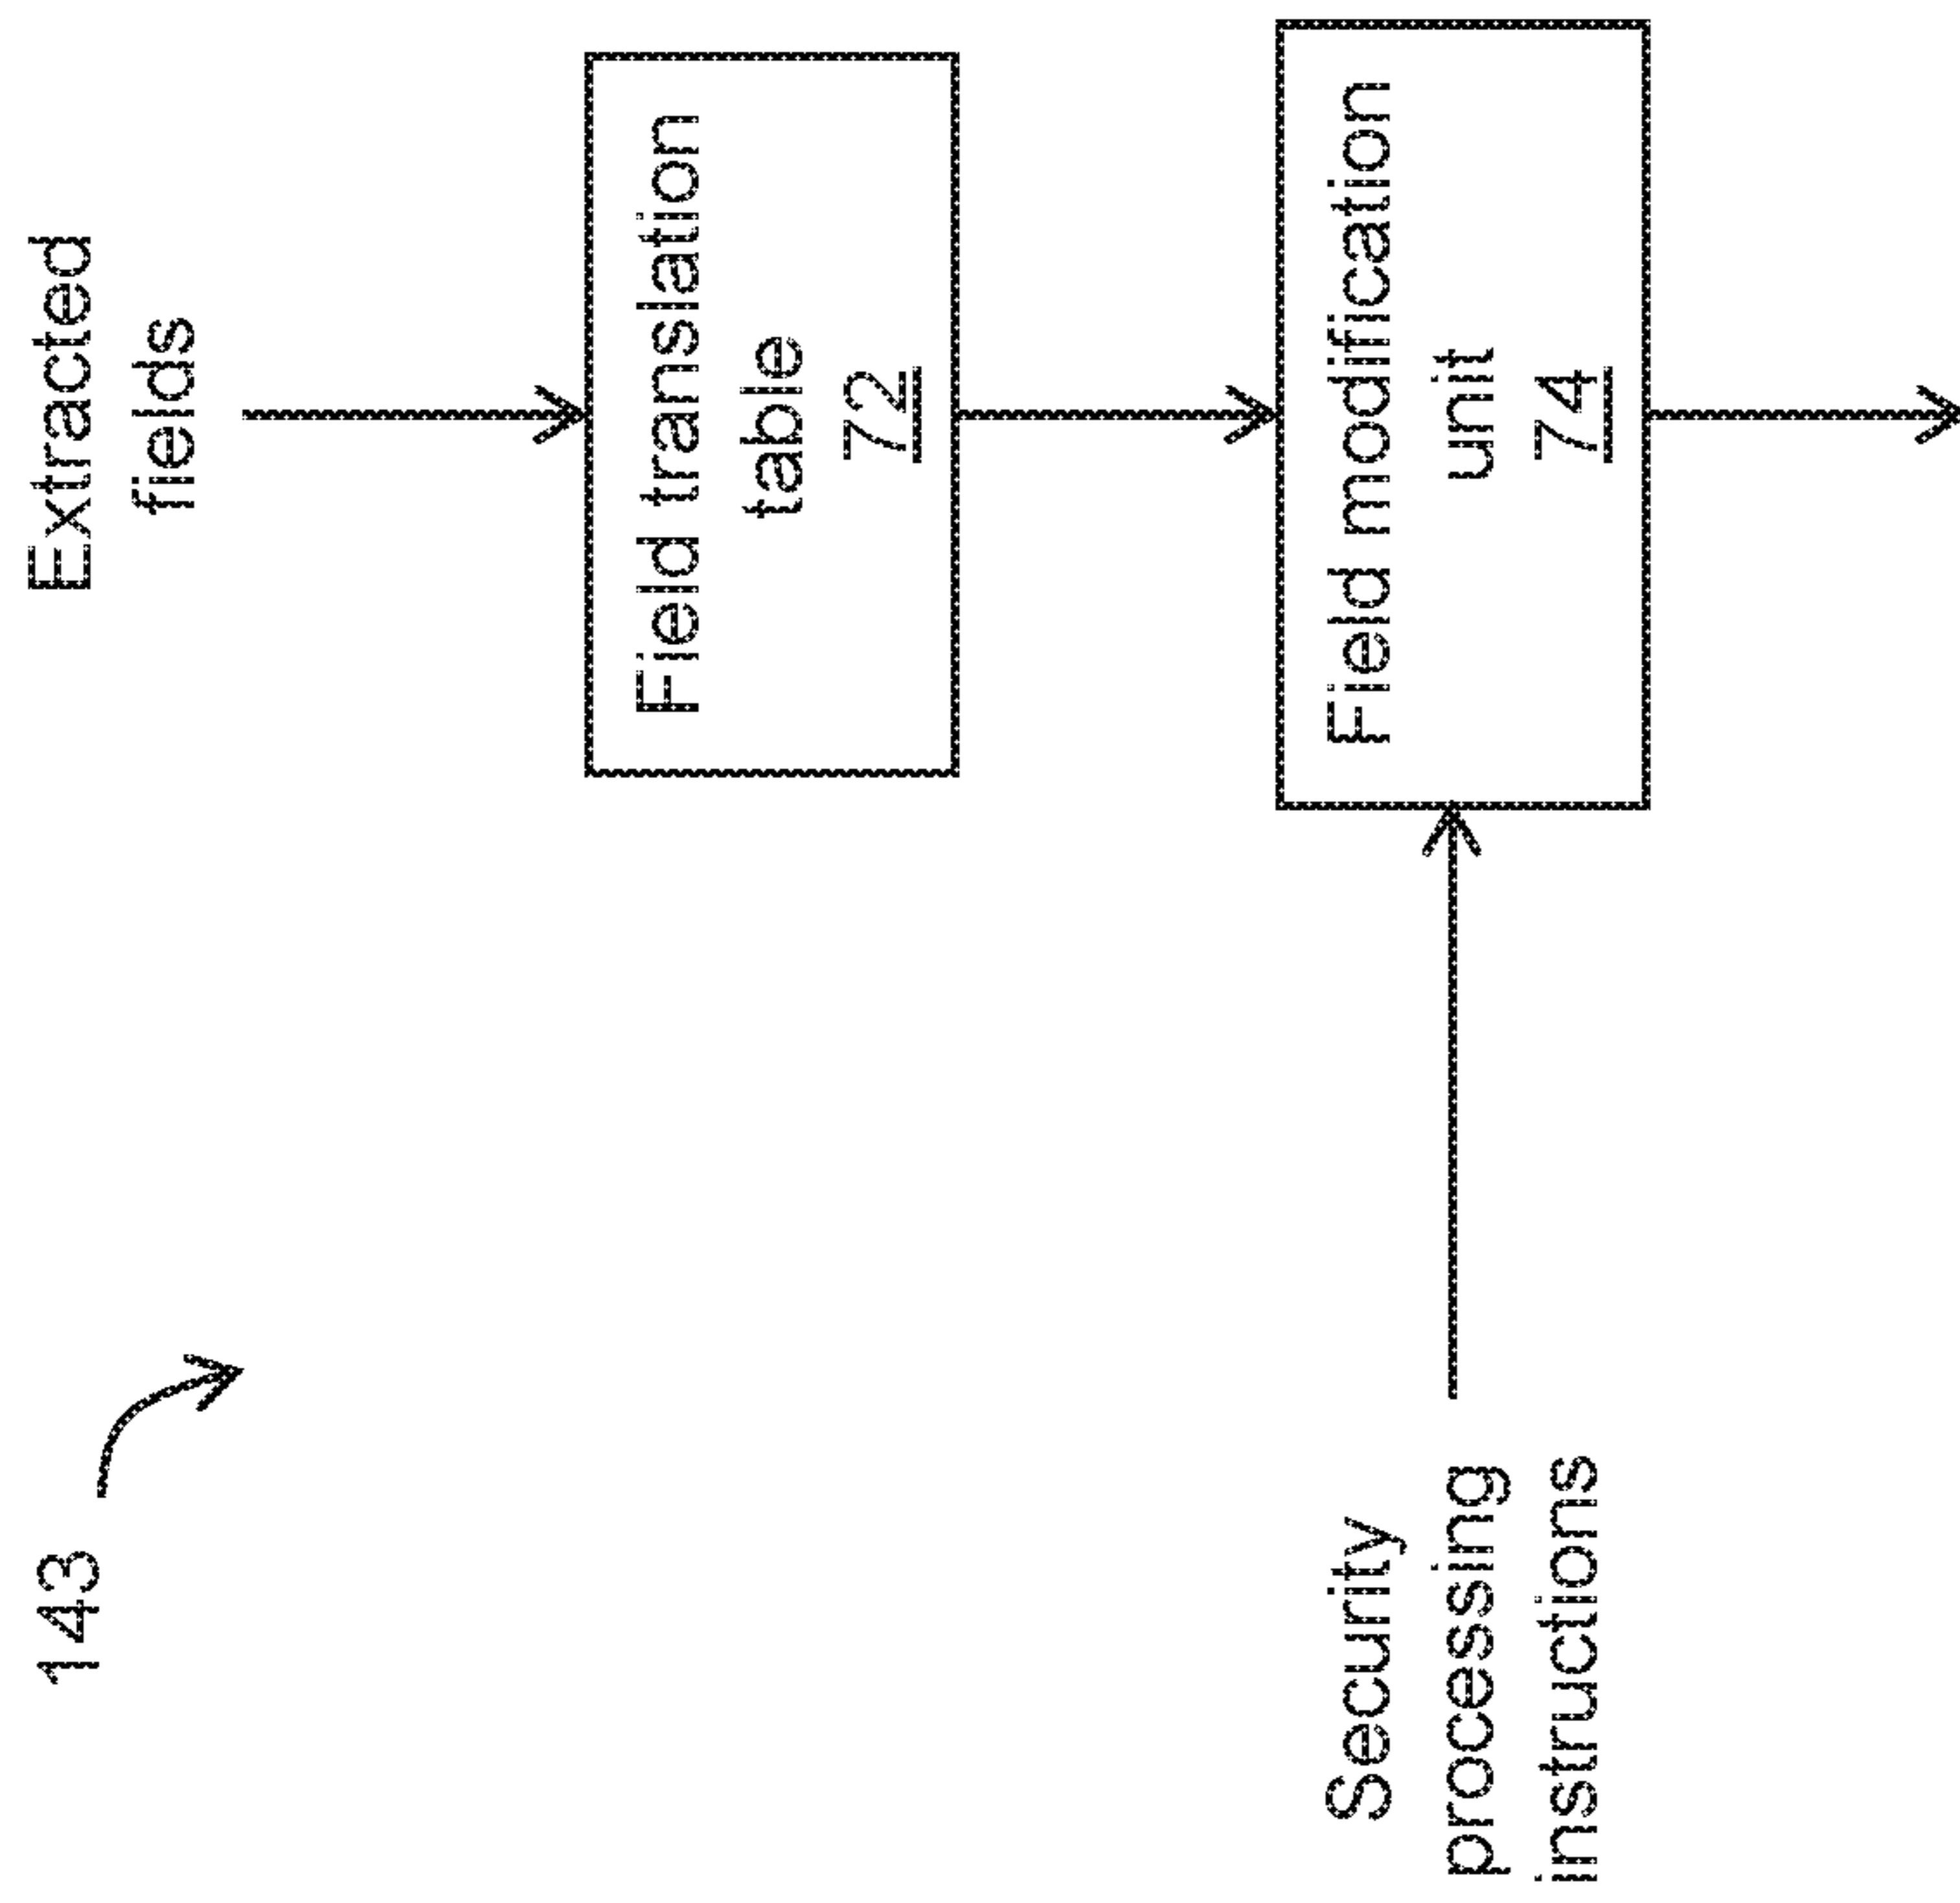 143
Extracted
fields
Field translation
table
72
Security
processing
instructions
Field modification
unit
74